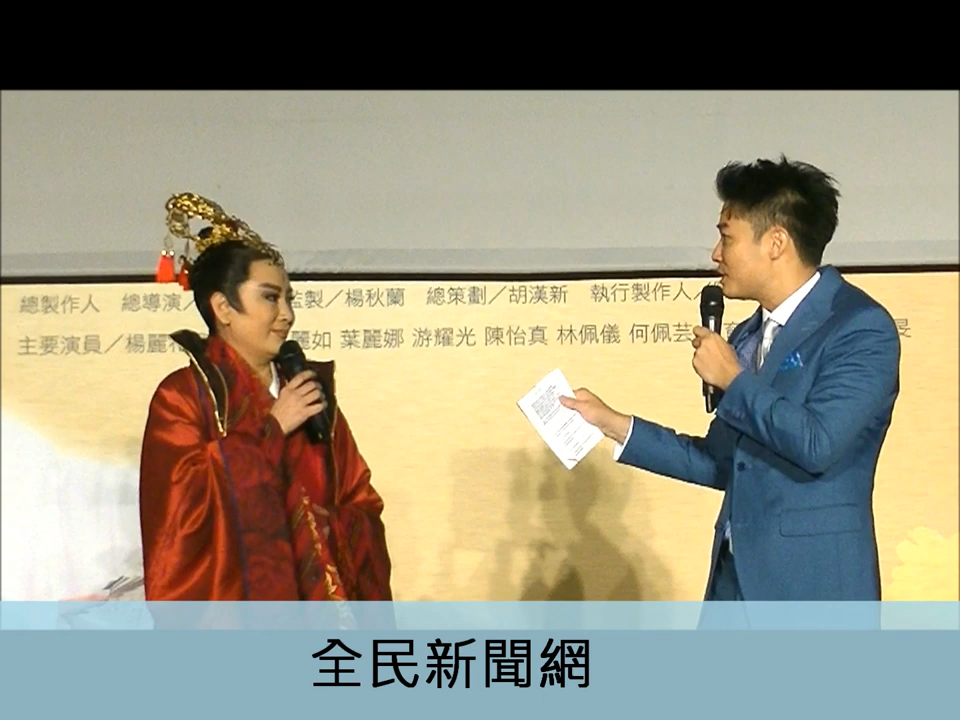 總製作人 總導演／ 監製／楊秋蘭 總策劃／胡漢新 執行製作人／
主要演員／楊麗 麗如 葉麗娜 游耀光 陳怡真 林佩儀 何佩芸
全民新聞網